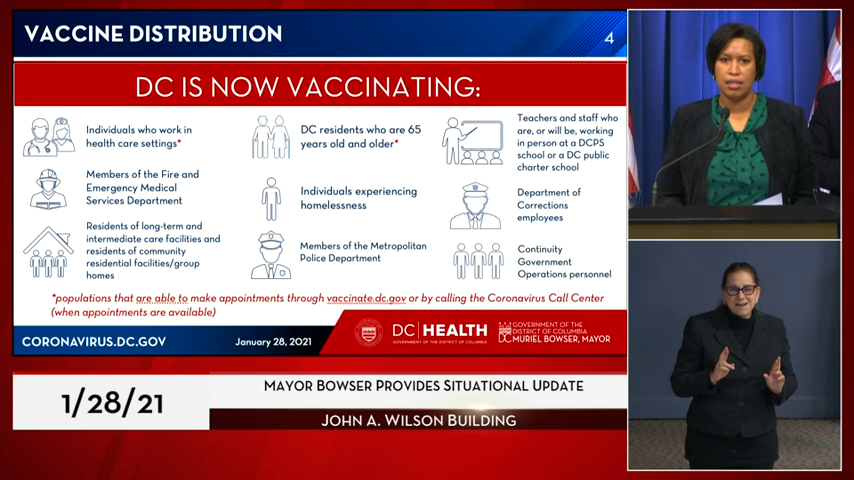 VACCINE DISTRIBUTION
4
DC IS NOW VACCINATING:
Individuals who work in
health care settings*
DC residents who are 65
years old and older*
Teachers and staff who
are, or will be, working
in person at a DCPS
school or a DC public
charter school
Members of the Fire and
Emergency Medical
Services Department
Individuals experiencing
homelessness
Department of
Corrections
employees
Residents of long-term and
intermediate care facilities and
residents of community
residential facilities/group
homes
Members of the Metropolitan
Police Department
Continuity
Government
Operations personnel
*populations that are able to make appointments through vaccinate.dc.gov or by calling the Coronavirus Call Center
(when appointments are available)
CORONAVIRUS.DC.GOV
January 28, 2021
DC HEALTH
GOVERNMENT OF THE DISTRICT OF COLUMBIA
GOVERNMENT OF THE
DISTRICT OF COLUMBIA
DC MURIEL BOWSER, MAYOR
1/28/21
MAYOR BOWSER PROVIDES SITUATIONAL UPDATE
JOHN A. WILSON BUILDING